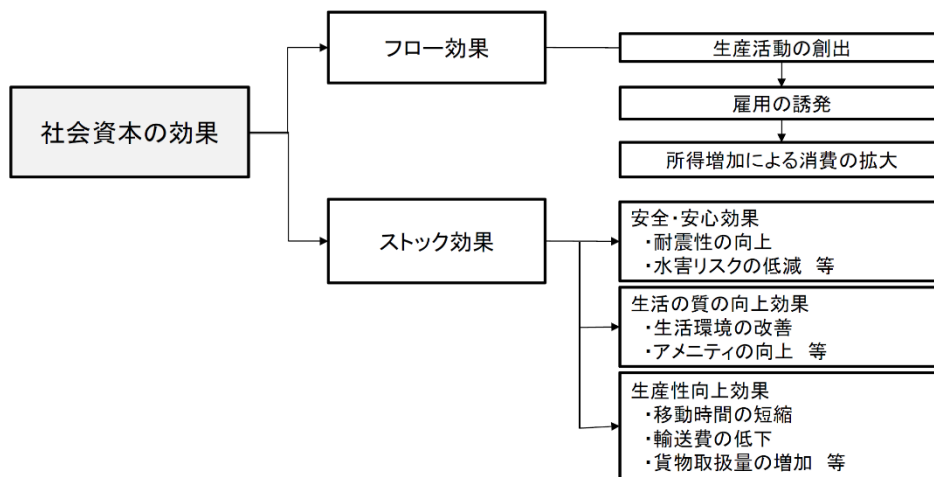 社会資本の効果
フロー効果
生産活動の創出
雇用の誘発
所得増加による消費の拡大
ストック効果
安全・安心効果
・耐震性の向上
・水害リスクの低減 等
生活の質の向上効果
・生活環境の改善
・アメニティの向上 等
生産性向上効果
・移動時間の短縮
・輸送費の低下
・貨物取扱量の増加 等